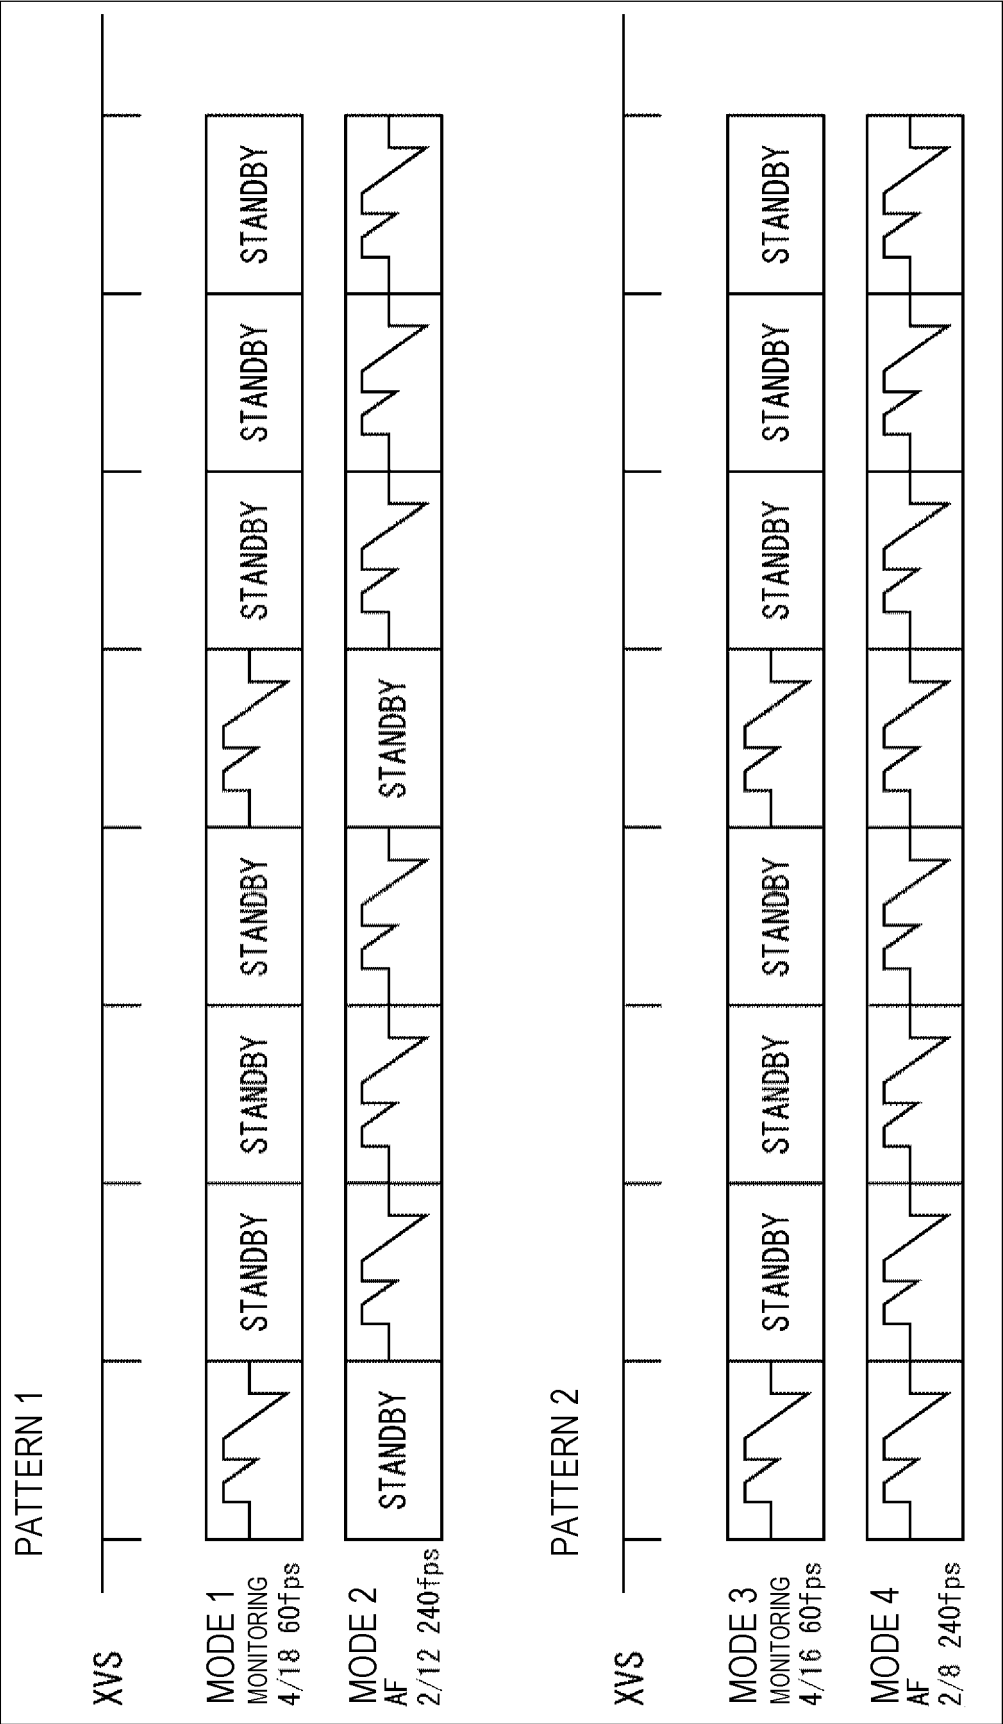 PATTERN 1
XVS
MODE 1
MONITORING
4/18 60fps
STANDBY STANDBY STANDBY STANDBY STANDBY STANDBY
MODE 2
AF
2/12 240fps
STANDBY STANDBY
PATTERN 2
XVS
MODE 3
MONITORING
4/16 60fps
STANDBY STANDBY STANDBY STANDBY STANDBY STANDBY
MODE 4
AF
2/8 240fps